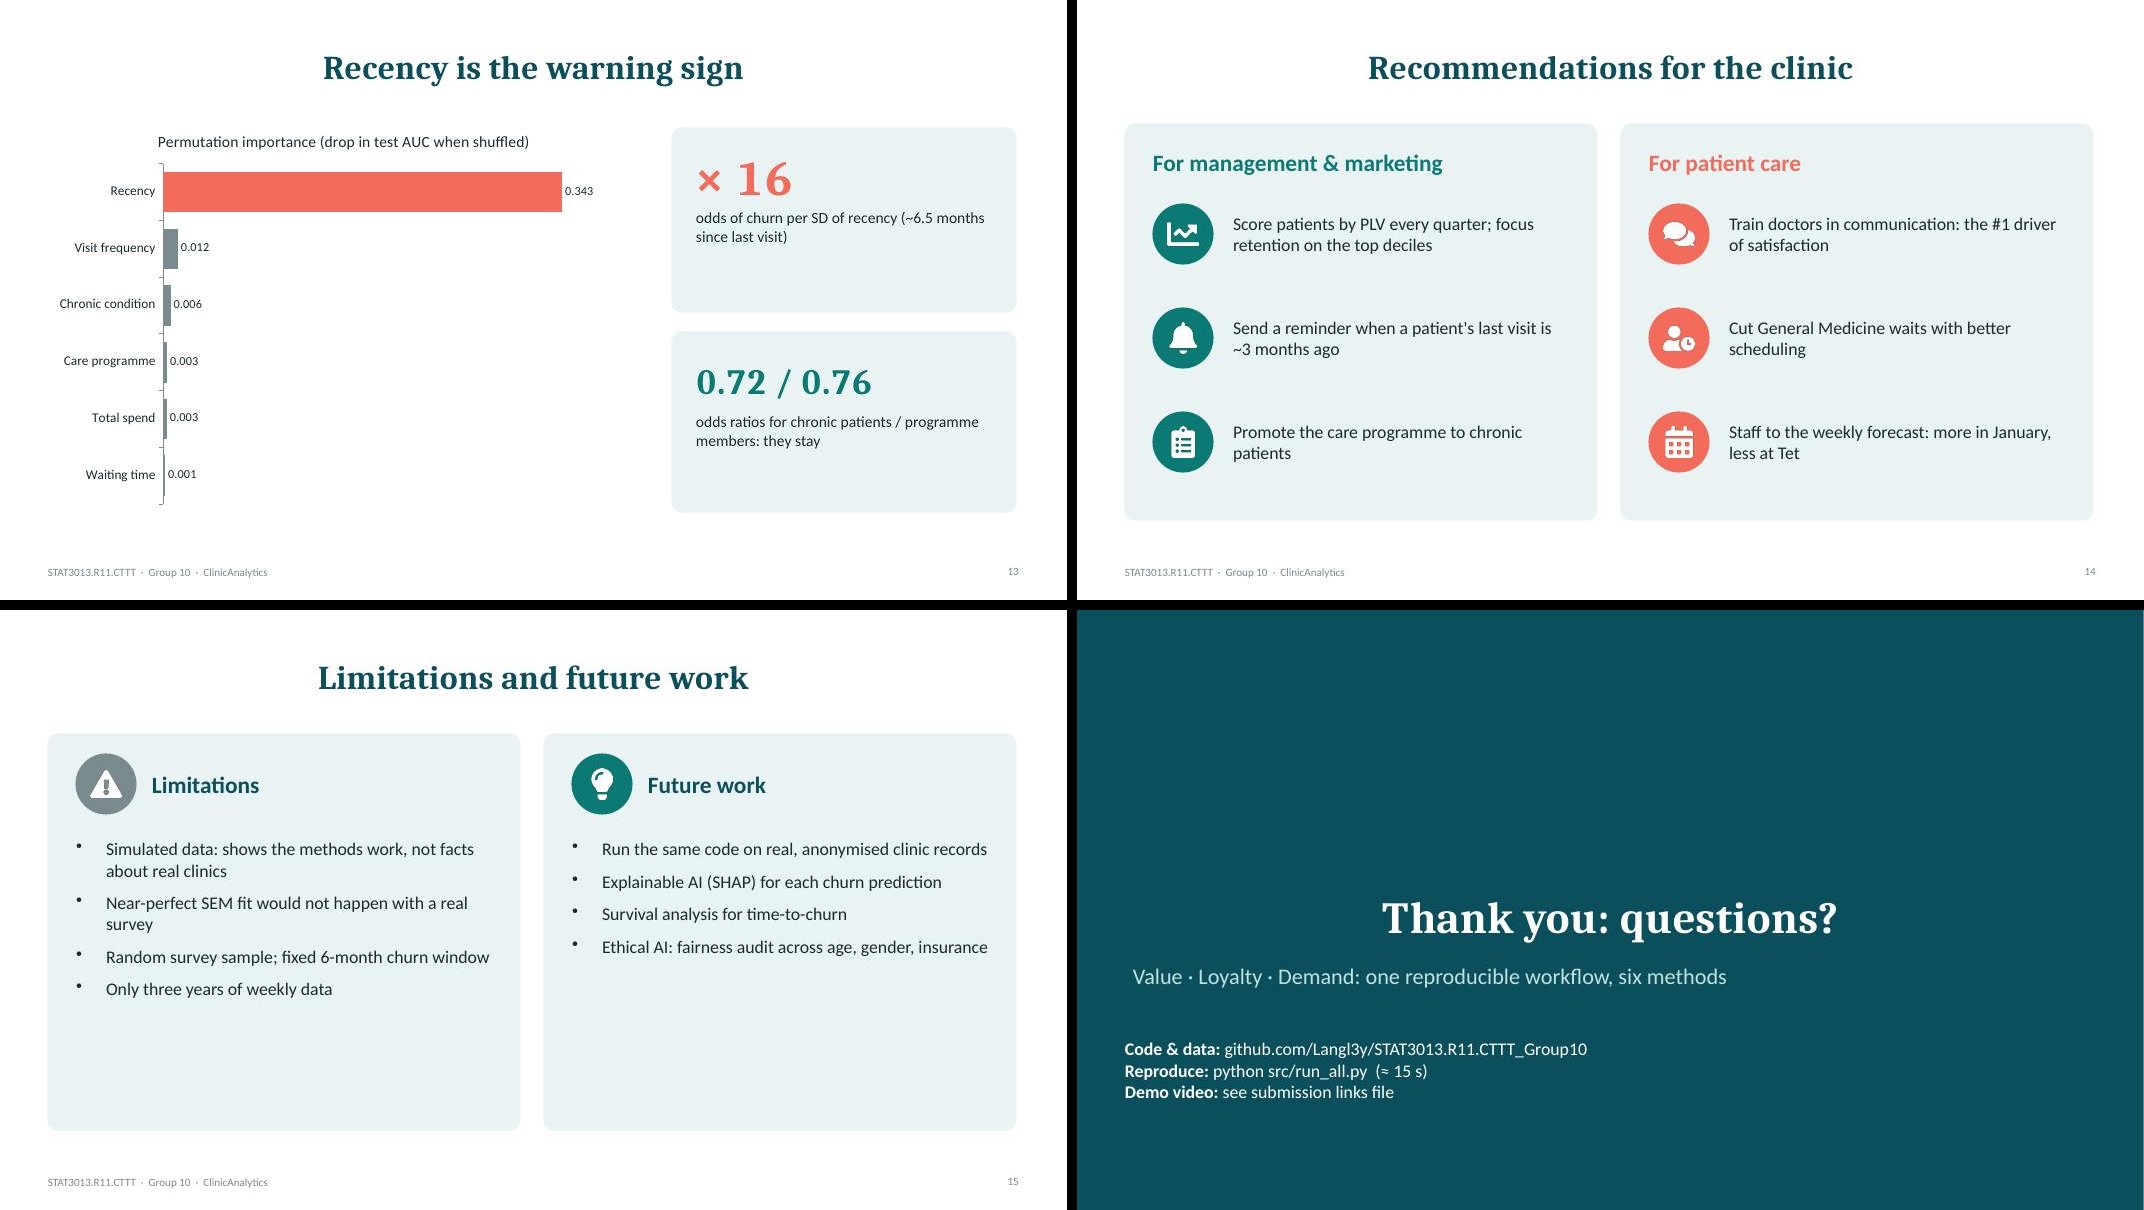 Recency is the warning sign
Permutation importance (drop in test AUC when shuffled)
Recency 0.343
Visit frequency 0.012
Chronic condition 0.006
Care programme 0.003
Total spend 0.003
Waiting time 0.001
× 16
odds of churn per SD of recency (~6.5 months
since last visit)
0.72 / 0.76
odds ratios for chronic patients / programme
members: they stay
STAT3013.R11.CTTT · Group 10 · ClinicAnalytics
13
Recommendations for the clinic
For management & marketing
Score patients by PLV every quarter; focus
retention on the top deciles
Send a reminder when a patient's last visit is
~3 months ago
Promote the care programme to chronic
patients
For patient care
Train doctors in communication: the #1 driver
of satisfaction
Cut General Medicine waits with better
scheduling
Staff to the weekly forecast: more in January,
less at Tet
STAT3013.R11.CTTT · Group 10 · ClinicAnalytics
14
Limitations and future work
Limitations
• Simulated data: shows the methods work, not facts
about real clinics
• Near-perfect SEM fit would not happen with a real
survey
• Random survey sample; fixed 6-month churn window
• Only three years of weekly data
Future work
• Run the same code on real, anonymised clinic records
• Explainable AI (SHAP) for each churn prediction
• Survival analysis for time-to-churn
• Ethical AI: fairness audit across age, gender, insurance
STAT3013.R11.CTTT · Group 10 · ClinicAnalytics
15
Thank you: questions?
Value · Loyalty · Demand: one reproducible workflow, six methods
Code & data: github.com/Langl3y/STAT3013.R11.CTTT_Group10
Reproduce: python src/run_all.py (≈ 15 s)
Demo video: see submission links file